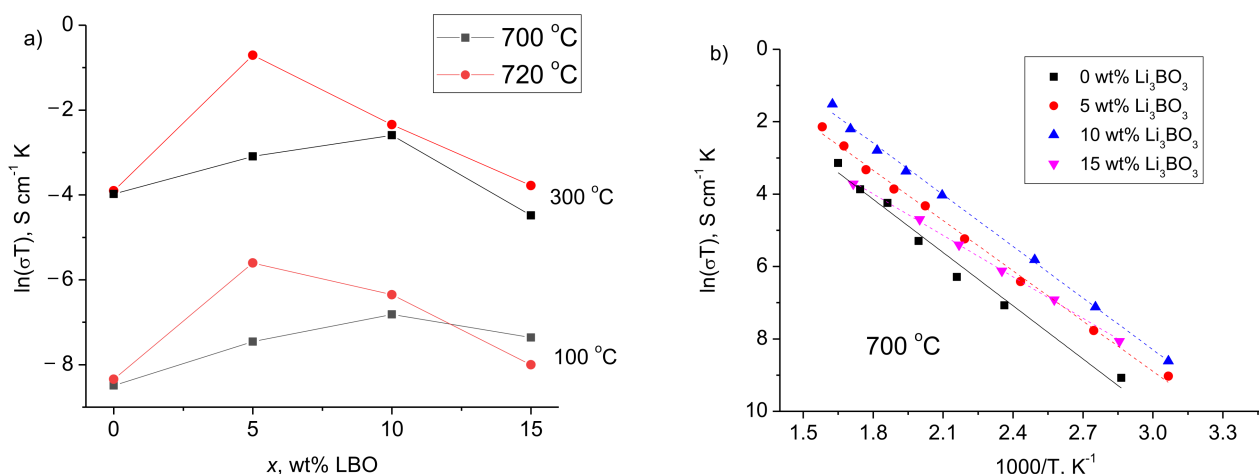 a)
700 °C
720 °C
ln(σT), S cm⁻¹ K
0
−2
−4
−6
−8
300 °C
100 °C
0
5
10
15
x, wt% LBO
b)
0 wt% Li₃BO₃
5 wt% Li₃BO₃
10 wt% Li₃BO₃
15 wt% Li₃BO₃
ln(σT), S cm⁻¹ K
0
2
4
6
8
10
700 °C
1.5
1.8
2.1
2.4
2.7
3.0
3.3
1000/T, K⁻¹